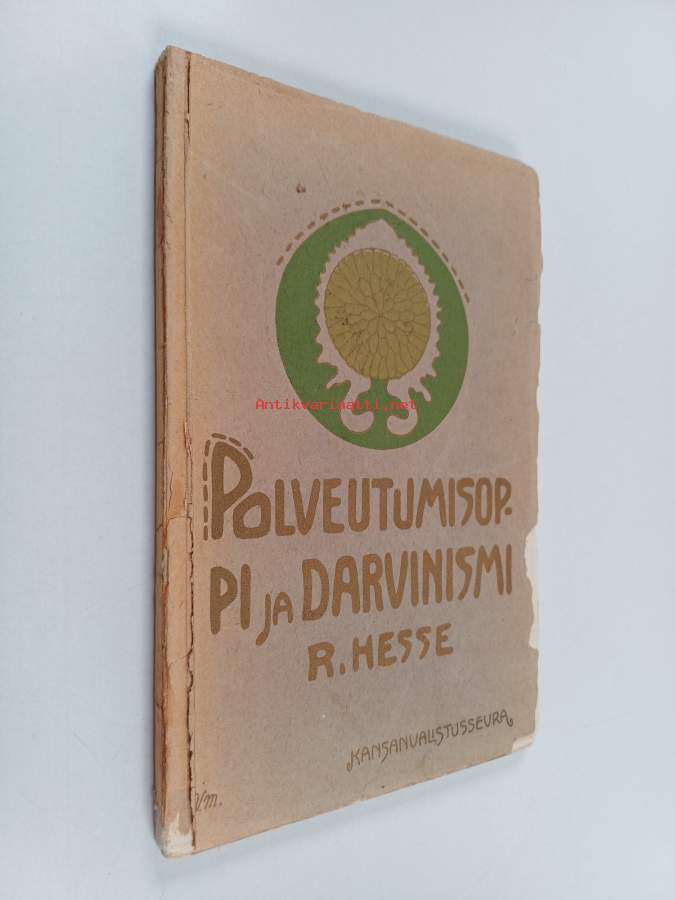 Antikvariaatti.net
POLVEUTUMISOP-
PI JA DARVINISMI
R. HESSE
KANSANVALISTUSSEURA
V.M.